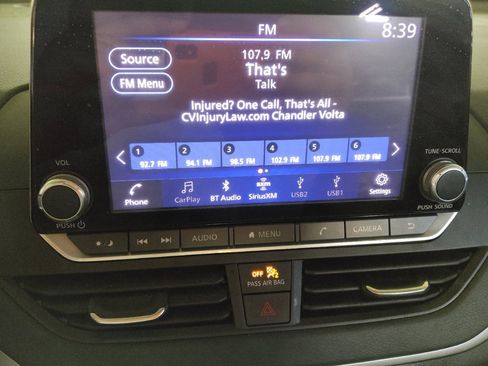 FM
8:39
Source
107.9 FM
That's
FM Menu
Talk
Injured? One Call, That's All -
CVInjuryLaw.com Chandler Volta
1 2 3 4 5 6
92.7 FM 94.1 FM 98.5 FM 102.9 FM 107.9 FM 107.9 FM
VOL
TUNE·SCROLL
Phone CarPlay BT Audio SiriusXM USB2 USB1 Settings
PUSH
PUSH SOUND
AUDIO MENU CAMERA
OFF 2
PASS AIR BAG